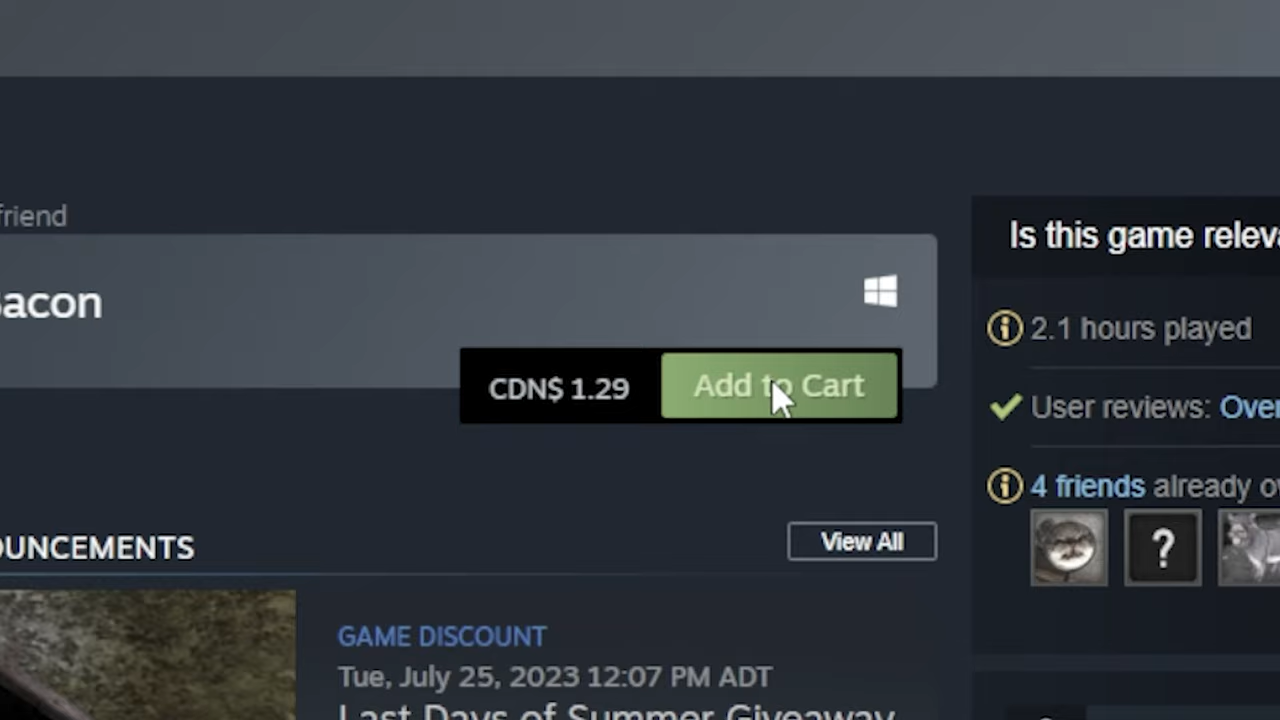 friend
Bacon
CDN$ 1.29
Add to Cart
Is this game releva
2.1 hours played
User reviews: Over
4 friends already ow
?
OUNCEMENTS
View All
GAME DISCOUNT
Tue, July 25, 2023 12:07 PM ADT
Last Days of Summer Giveaway